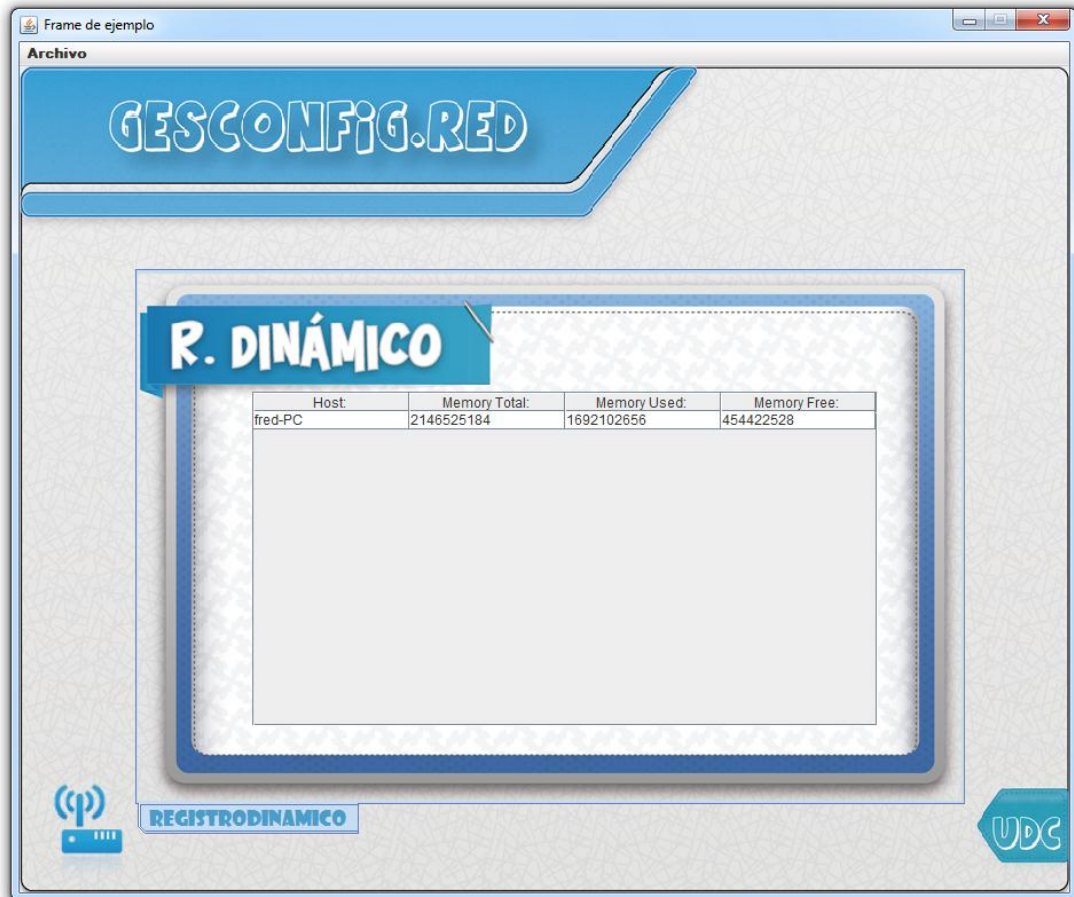 Frame de ejemplo
Archivo
GESCONFiG.RED
R. DINÁMICO
Host: Memory Total: Memory Used: Memory Free:
fred-PC 2146525184 1692102656 454422528
REGISTRODINAMICO
UDC